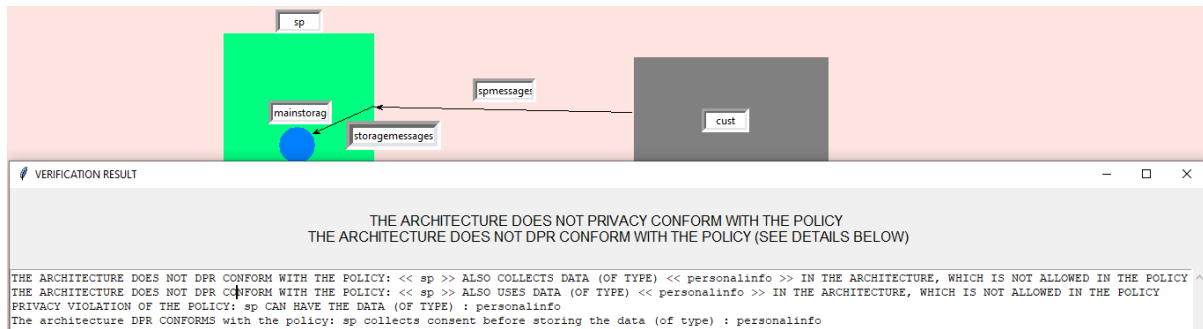 sp
spmessages
mainstorag
cust
storagemessages
VERIFICATION RESULT
THE ARCHITECTURE DOES NOT PRIVACY CONFORM WITH THE POLICY
THE ARCHITECTURE DOES NOT DPR CONFORM WITH THE POLICY (SEE DETAILS BELOW)
THE ARCHITECTURE DOES NOT DPR CONFORM WITH THE POLICY: << sp >> ALSO COLLECTS DATA (OF TYPE) << personalinfo >> IN THE ARCHITECTURE, WHICH IS NOT ALLOWED IN THE POLICY
THE ARCHITECTURE DOES NOT DPR CONFORM WITH THE POLICY: << sp >> ALSO USES DATA (OF TYPE) << personalinfo >> IN THE ARCHITECTURE, WHICH IS NOT ALLOWED IN THE POLICY
PRIVACY VIOLATION OF THE POLICY: sp CAN HAVE THE DATA (OF TYPE) : personalinfo
The architecture DPR CONFORMS with the policy: sp collects consent before storing the data (of type) : personalinfo